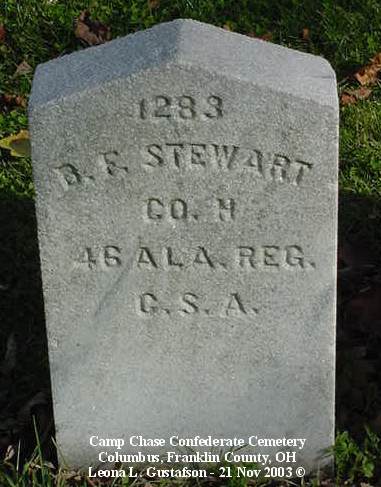 1283
B. F. STEWART
CO. H
46 ALA. REG.
C. S. A.
Camp Chase Confederate Cemetery
Columbus, Franklin County, OH
Leona L. Gustafson - 21 Nov 2003 ©